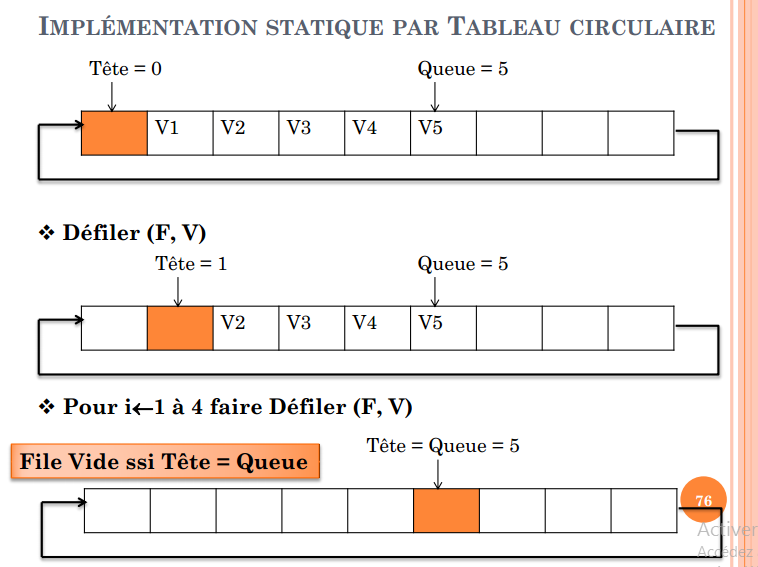 IMPLÉMENTATION STATIQUE PAR TABLEAU CIRCULAIRE
Tête = 0
Queue = 5
V1 V2 V3 V4 V5
❖ Défiler (F, V)
Tête = 1
Queue = 5
V2 V3 V4 V5
❖ Pour i←1 à 4 faire Défiler (F, V)
Tête = Queue = 5
File Vide ssi Tête = Queue
76
Activer
Accédez